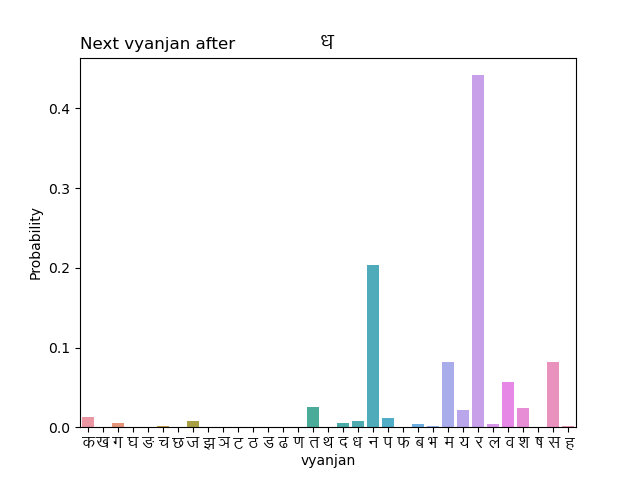 Next vyanjan after ध
0.4
0.3
0.2
0.1
0.0
Probability
क ख ग घ ङ च छ ज झ ञ ट ठ ड ढ ण त थ द ध न प फ ब भ म य र ल व श ष स ह
vyanjan